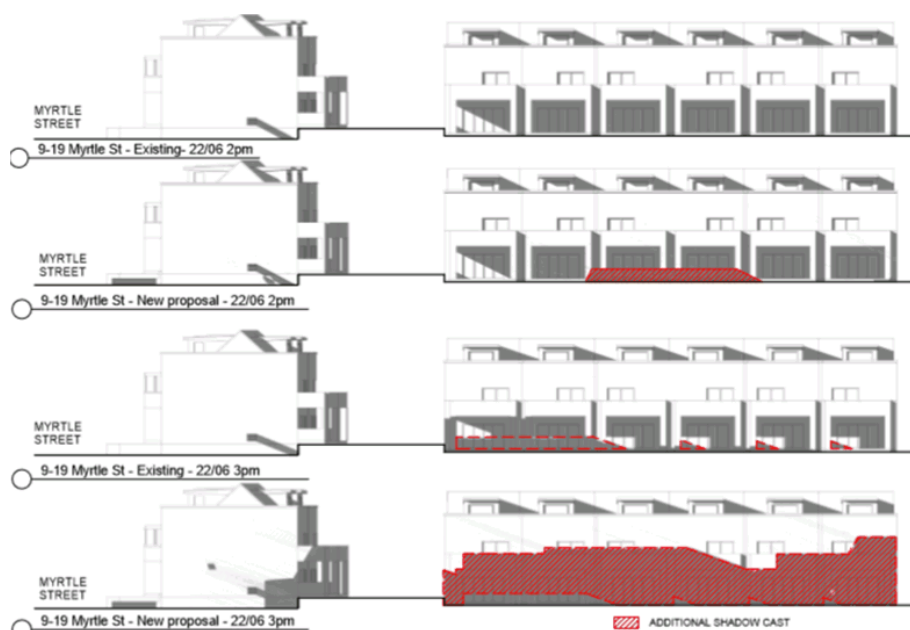 MYRTLE
STREET
9-19 Myrtle St - Existing- 22/06 2pm
MYRTLE
STREET
9-19 Myrtle St - New proposal - 22/06 2pm
MYRTLE
STREET
9-19 Myrtle St - Existing - 22/06 3pm
MYRTLE
STREET
9-19 Myrtle St - New proposal - 22/06 3pm
ADDITIONAL SHADOW CAST